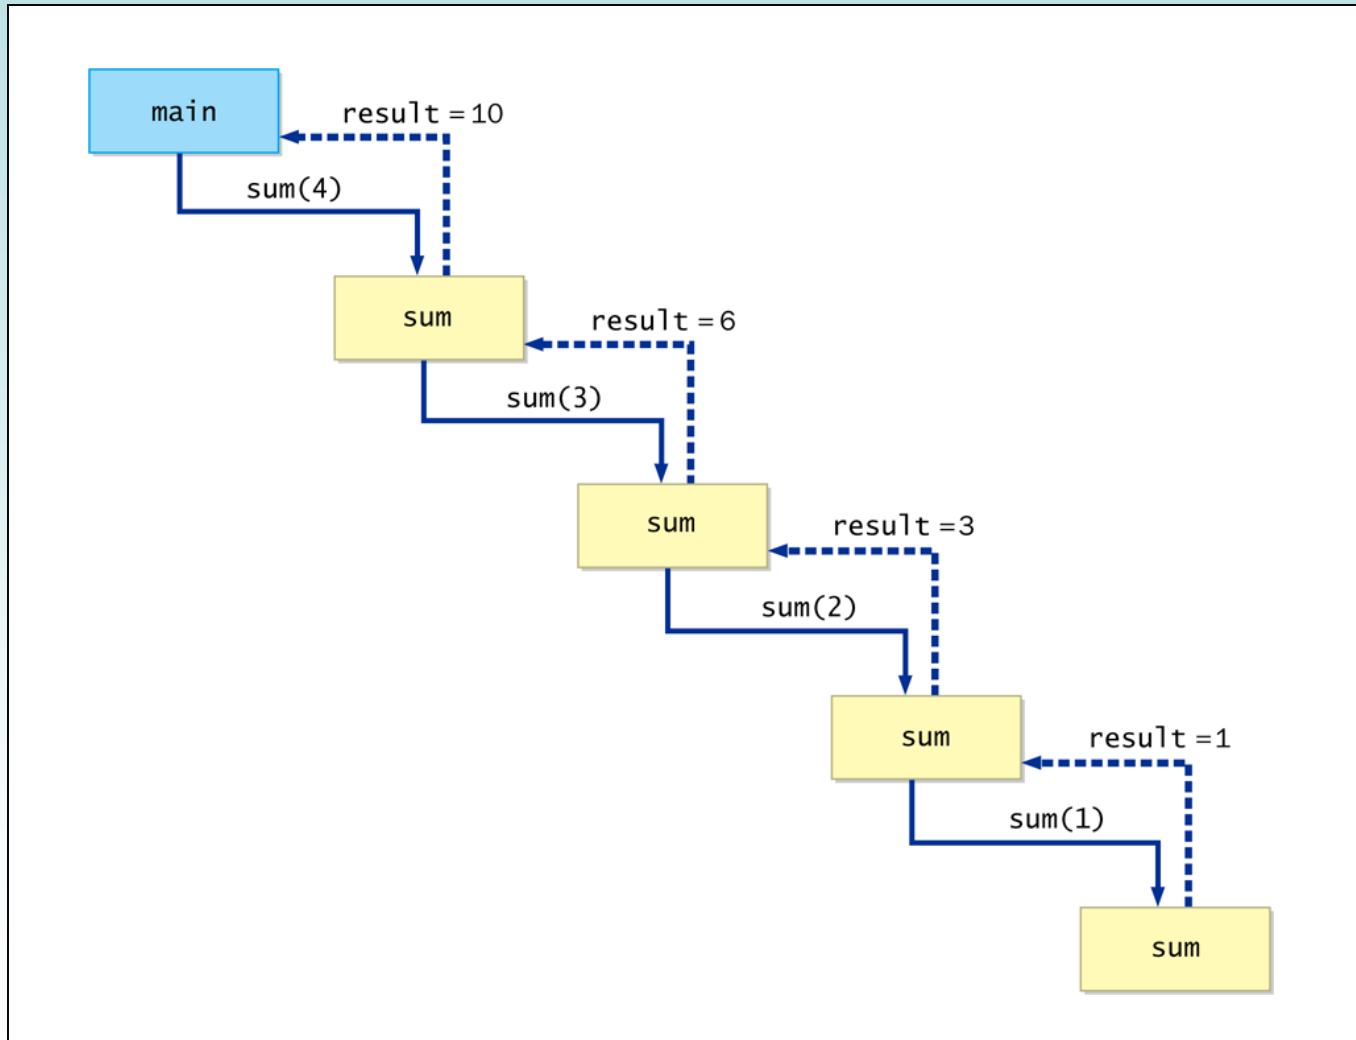 main
result = 10
sum(4)
sum
result =6
sum(3)
sum
result =3
sum(2)
sum
result =1
sum(1)
sum